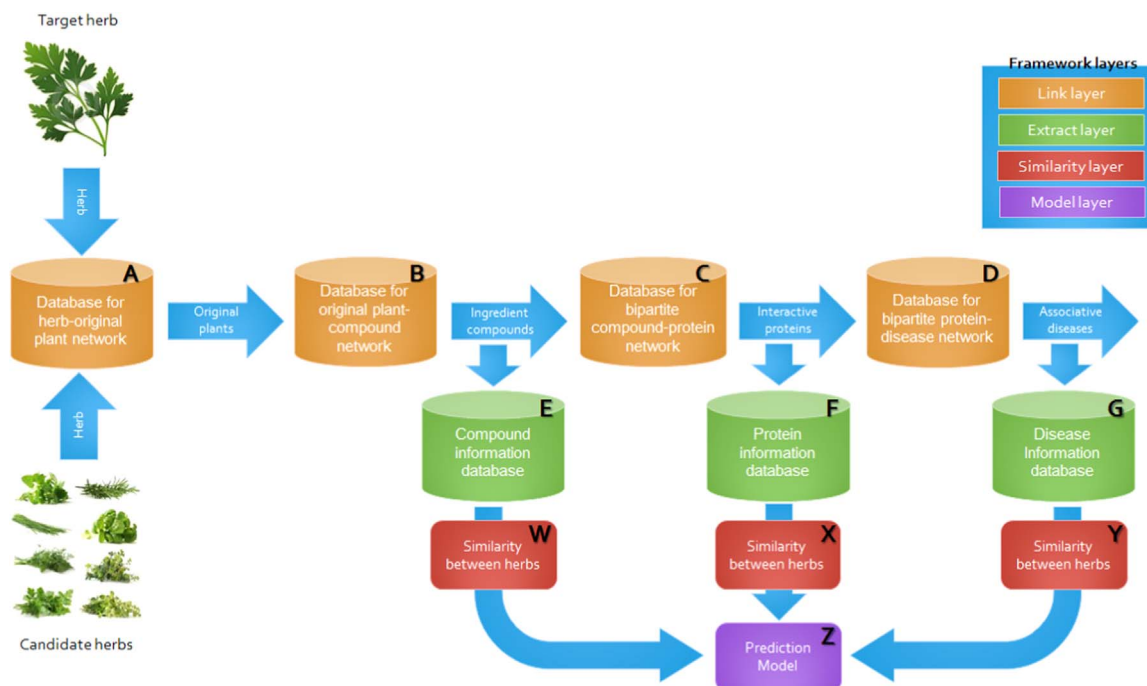 Target herb
Framework layers
Link layer
Extract layer
Similarity layer
Model layer
Herb
A
Database for
herb-original
plant network
Original
plants
B
Database for
original plant-
compound
network
Ingredient
compounds
C
Database for
bipartite
compound-protein
network
Interactive
proteins
D
Database for
bipartite protein-
disease network
Associative
diseases
Herb
E
Compound
information
database
F
Protein
information
database
G
Disease
Information
database
W
Similarity
between herbs
X
Similarity
between herbs
Y
Similarity
between herbs
Candidate herbs
Z
Prediction
Model